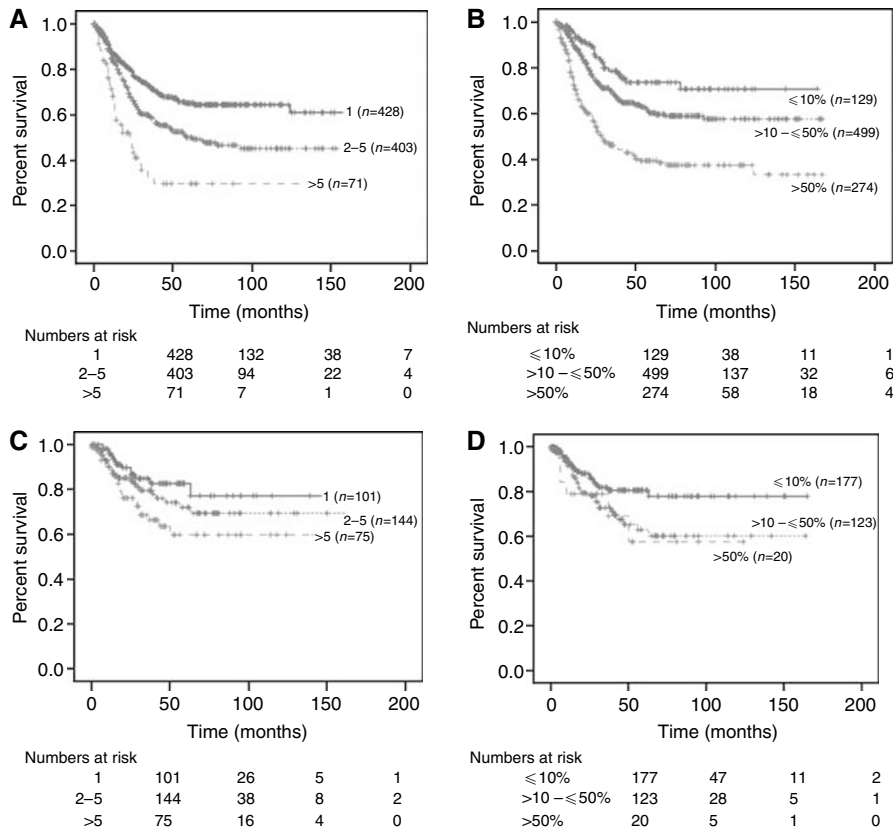 A
Percent survival
1.0
0.8
0.6
0.4
0.2
0.0
1 (n=428)
2–5 (n=403)
>5 (n=71)
0 50 100 150 200
Time (months)
Numbers at risk
1 428 132 38 7
2–5 403 94 22 4
>5 71 7 1 0
B
Percent survival
1.0
0.8
0.6
0.4
0.2
0.0
⩽10% (n=129)
>10 –⩽50% (n=499)
>50% (n=274)
0 50 100 150 200
Time (months)
Numbers at risk
⩽10% 129 38 11 1
>10 –⩽50% 499 137 32 6
>50% 274 58 18 4
C
Percent survival
1.0
0.8
0.6
0.4
0.2
0.0
1 (n=101)
2–5 (n=144)
>5 (n=75)
0 50 100 150 200
Time (months)
Numbers at risk
1 101 26 5 1
2–5 144 38 8 2
>5 75 16 4 0
D
Percent survival
1.0
0.8
0.6
0.4
0.2
0.0
⩽10% (n=177)
>10 –⩽50% (n=123)
>50% (n=20)
0 50 100 150 200
Time (months)
Numbers at risk
⩽10% 177 47 11 2
>10 –⩽50% 123 28 5 1
>50% 20 5 1 0